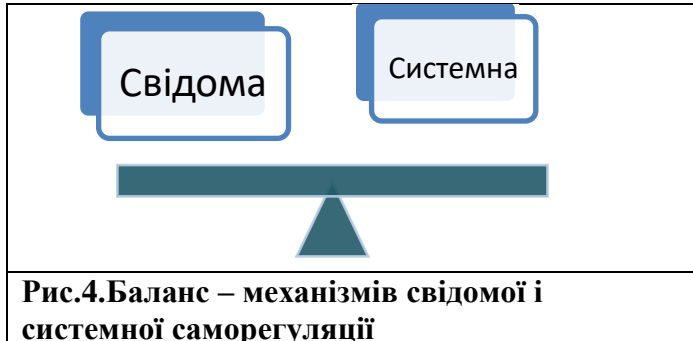 Свідома
Системна
Рис.4.Баланс – механізмів свідомої і
системної саморегуляції